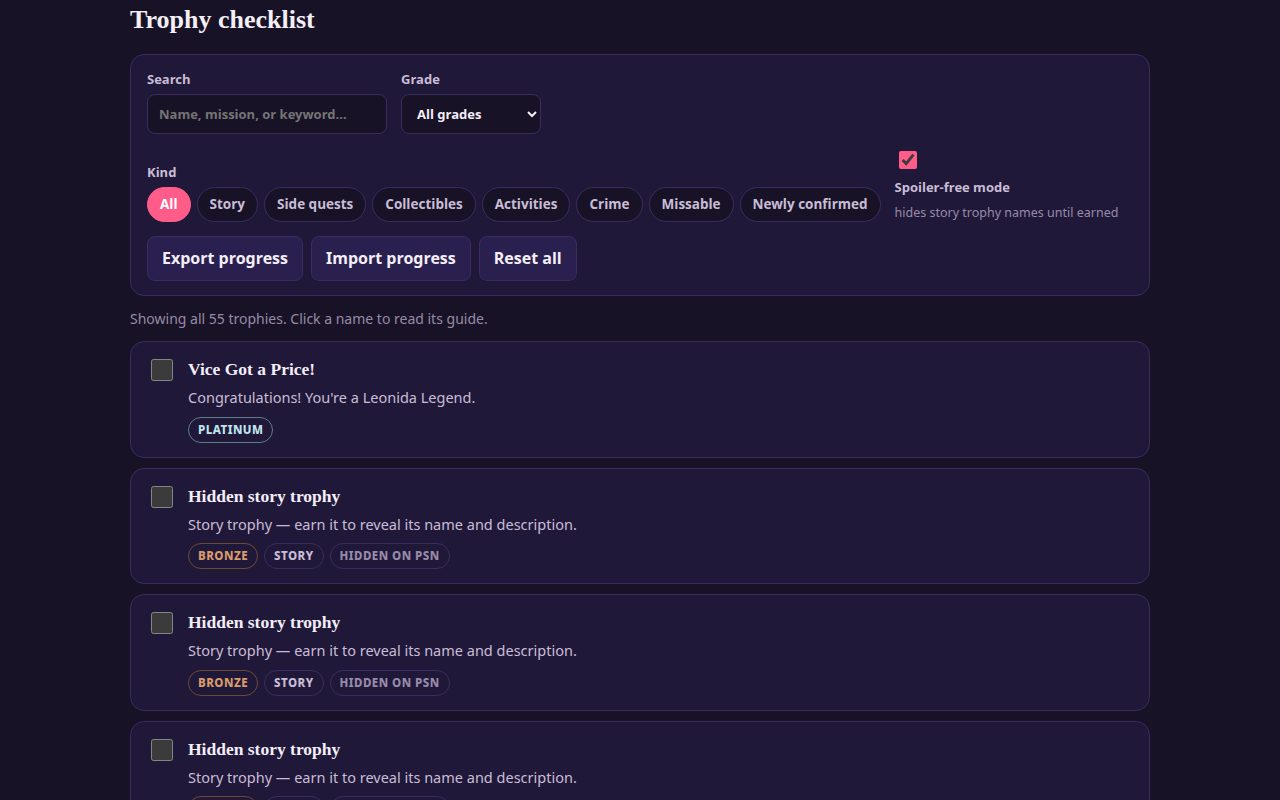 Trophy checklist
Search
Grade
Name, mission, or keyword...
All grades
Kind
Spoiler-free mode
hides story trophy names until earned
All
Story
Side quests
Collectibles
Activities
Crime
Missable
Newly confirmed
Export progress
Import progress
Reset all
Showing all 55 trophies. Click a name to read its guide.
Vice Got a Price!
Congratulations! You're a Leonida Legend.
PLATINUM
Hidden story trophy
Story trophy — earn it to reveal its name and description.
BRONZE STORY HIDDEN ON PSN
Hidden story trophy
Story trophy — earn it to reveal its name and description.
BRONZE STORY HIDDEN ON PSN
Hidden story trophy
Story trophy — earn it to reveal its name and description.